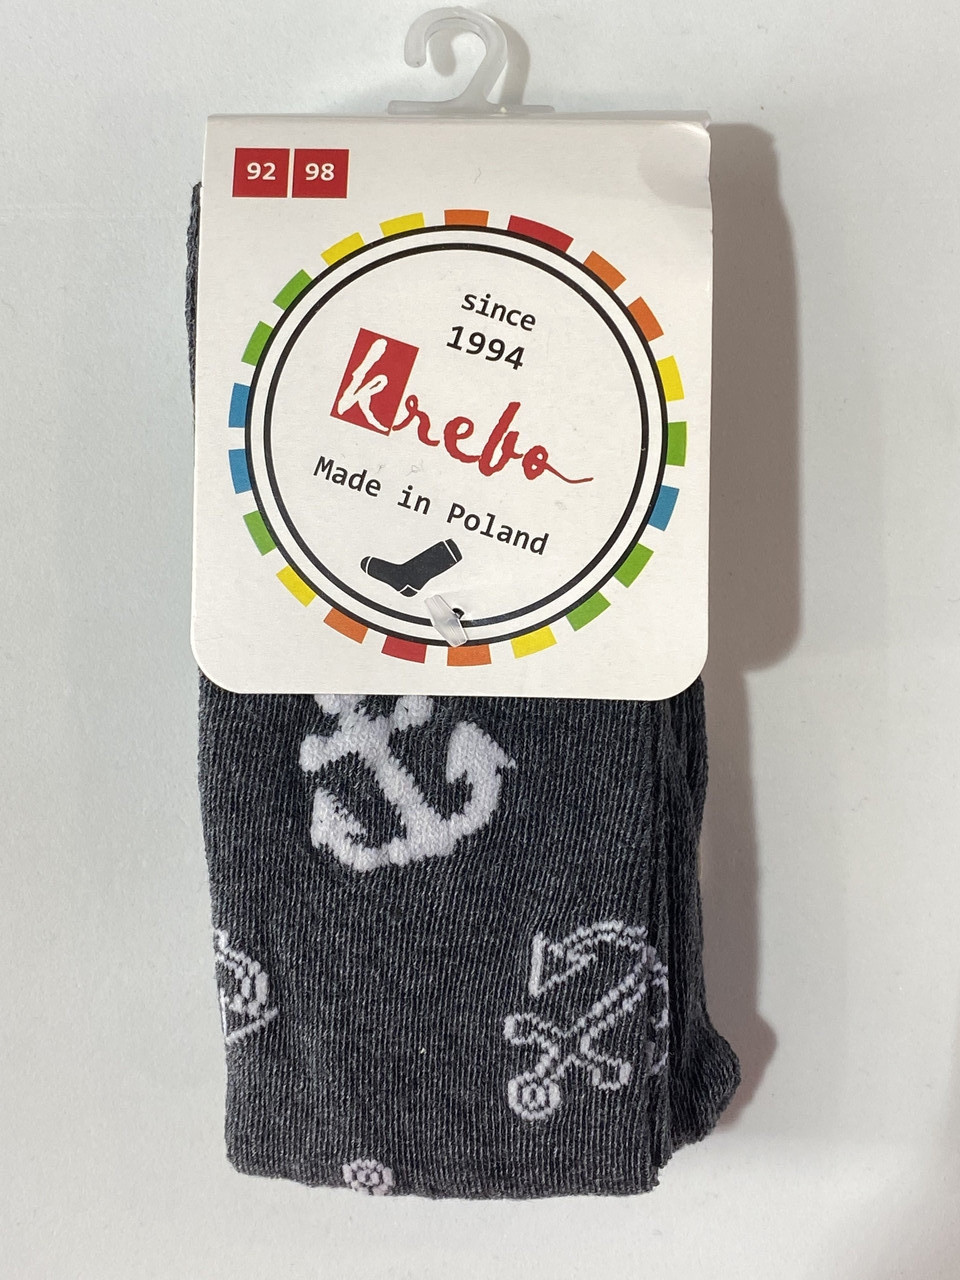 92 98
since
1994
krebo
Made in Poland